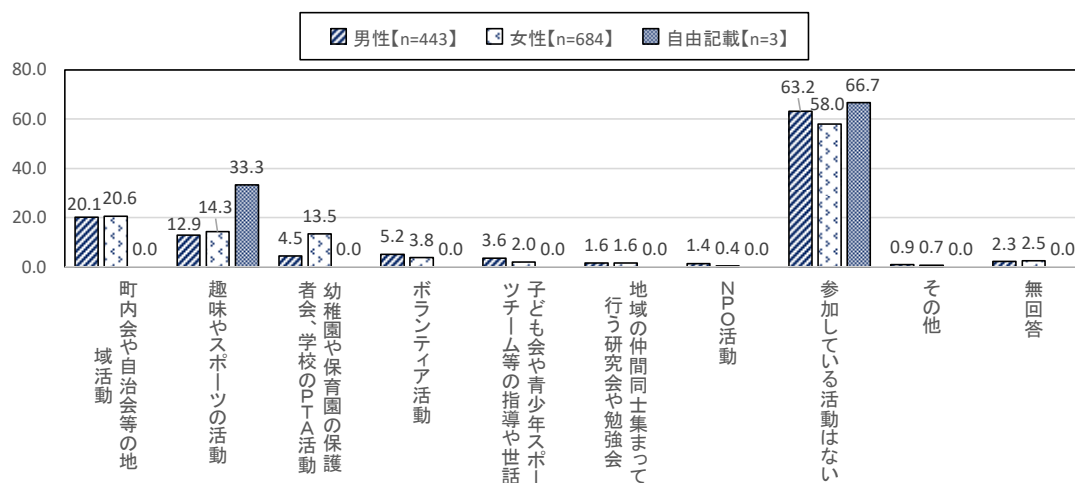 男性【n=443】 女性【n=684】 自由記載【n=3】
80.0
60.0
40.0
20.0
0.0
20.1 20.6 0.0
12.9 14.3 33.3
4.5 13.5 0.0
5.2 3.8 0.0
3.6 2.0 0.0
1.6 1.6 0.0
1.4 0.4 0.0
63.2 58.0 66.7
0.9 0.7 0.0
2.3 2.5 0.0
町内会や自治会等の地
域活動
趣味やスポーツの活動
幼稚園や保育園の保護
者会、学校のPTA活動
ボランティア活動
子ども会や青少年スポー
ツチーム等の指導や世話
地域の仲間同士集まって
行う研究会や勉強会
NPO活動
参加している活動はない
その他
無回答